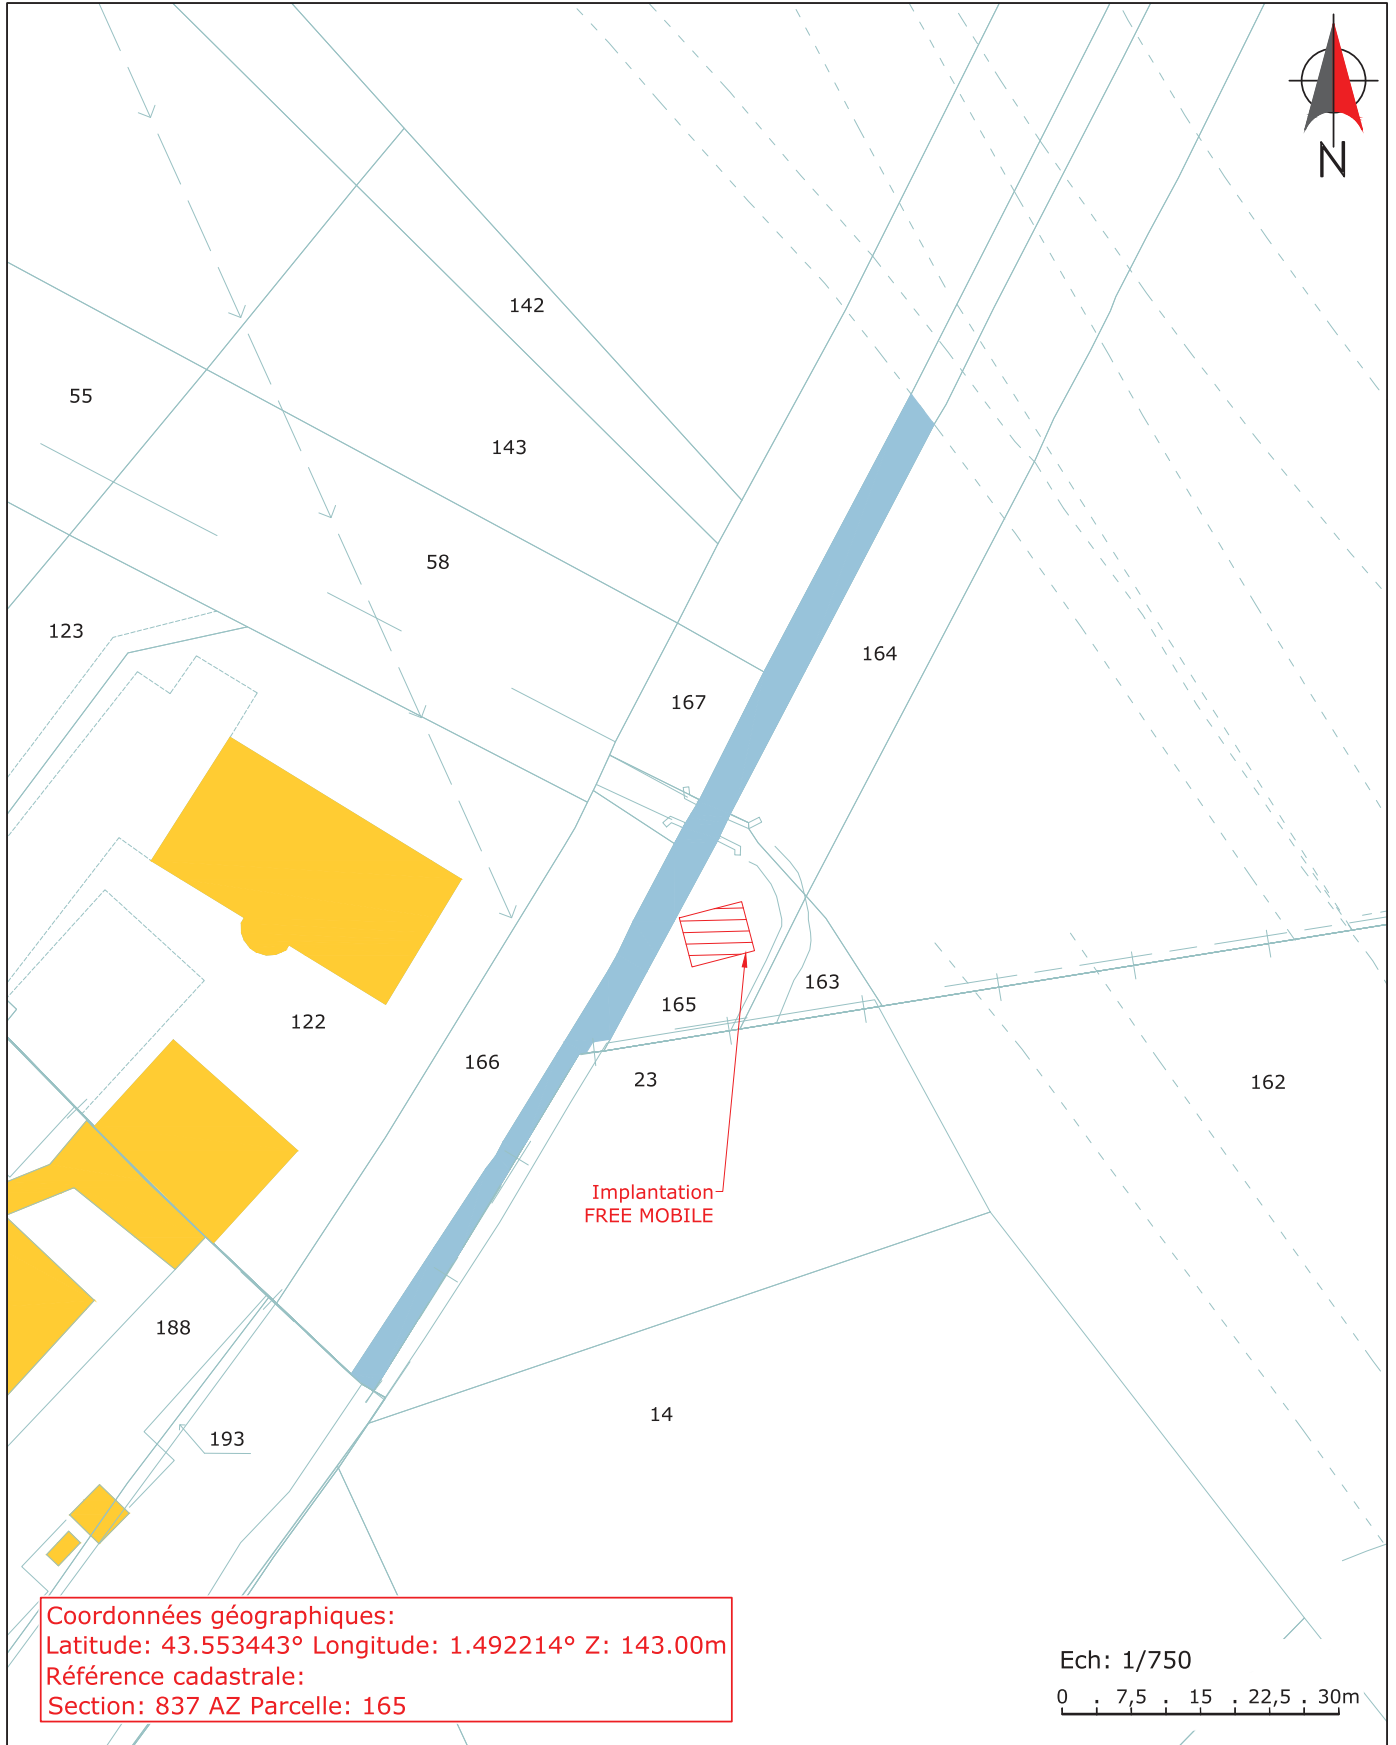 N
142
55
143
58
123
164
167
165
163
122
166
23
162
Implantation
FREE MOBILE
188
14
193
Coordonnées géographiques:
Latitude: 43.553443° Longitude: 1.492214° Z: 143.00m
Référence cadastrale:
Section: 837 AZ Parcelle: 165
Ech: 1/750
0 . 7,5 . 15 . 22,5 . 30m